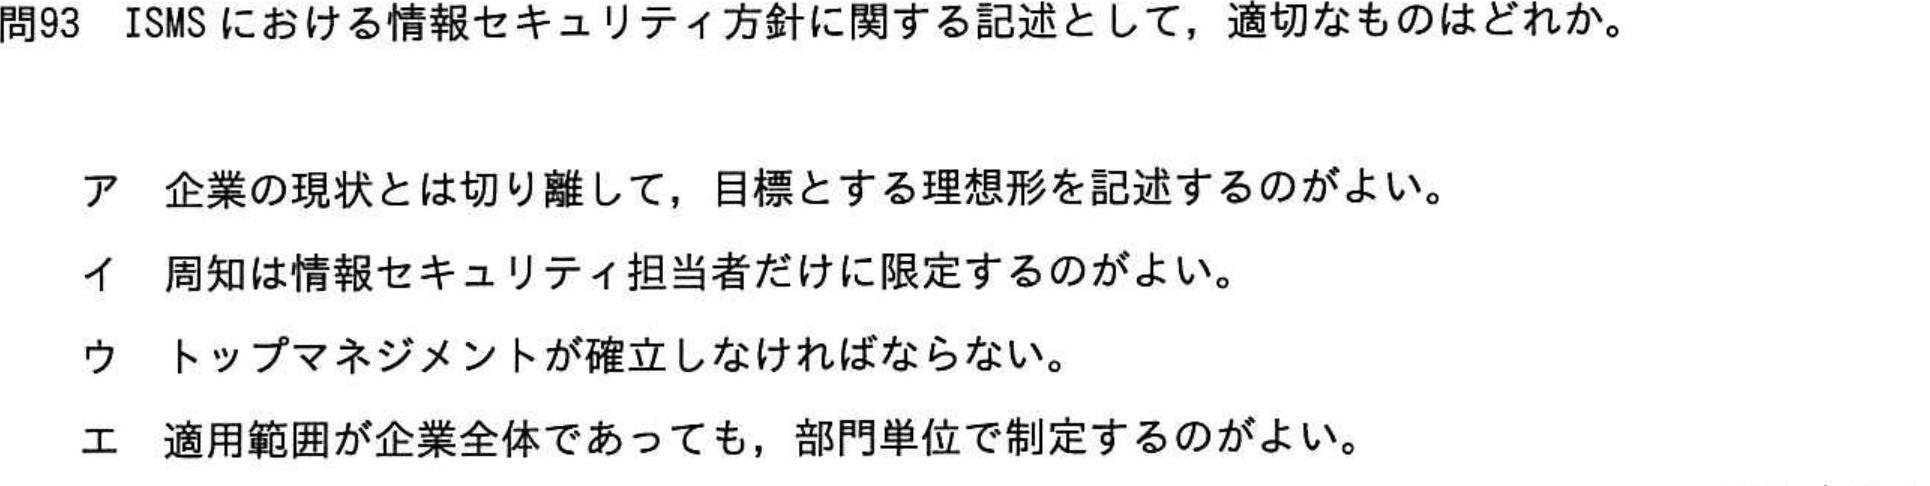 問93 ISMSにおける情報セキュリティ方針に関する記述として，適切なものはどれか。
ア 企業の現状とは切り離して，目標とする理想形を記述するのがよい。
イ 周知は情報セキュリティ担当者だけに限定するのがよい。
ウ トップマネジメントが確立しなければならない。
エ 適用範囲が企業全体であっても，部門単位で制定するのがよい。